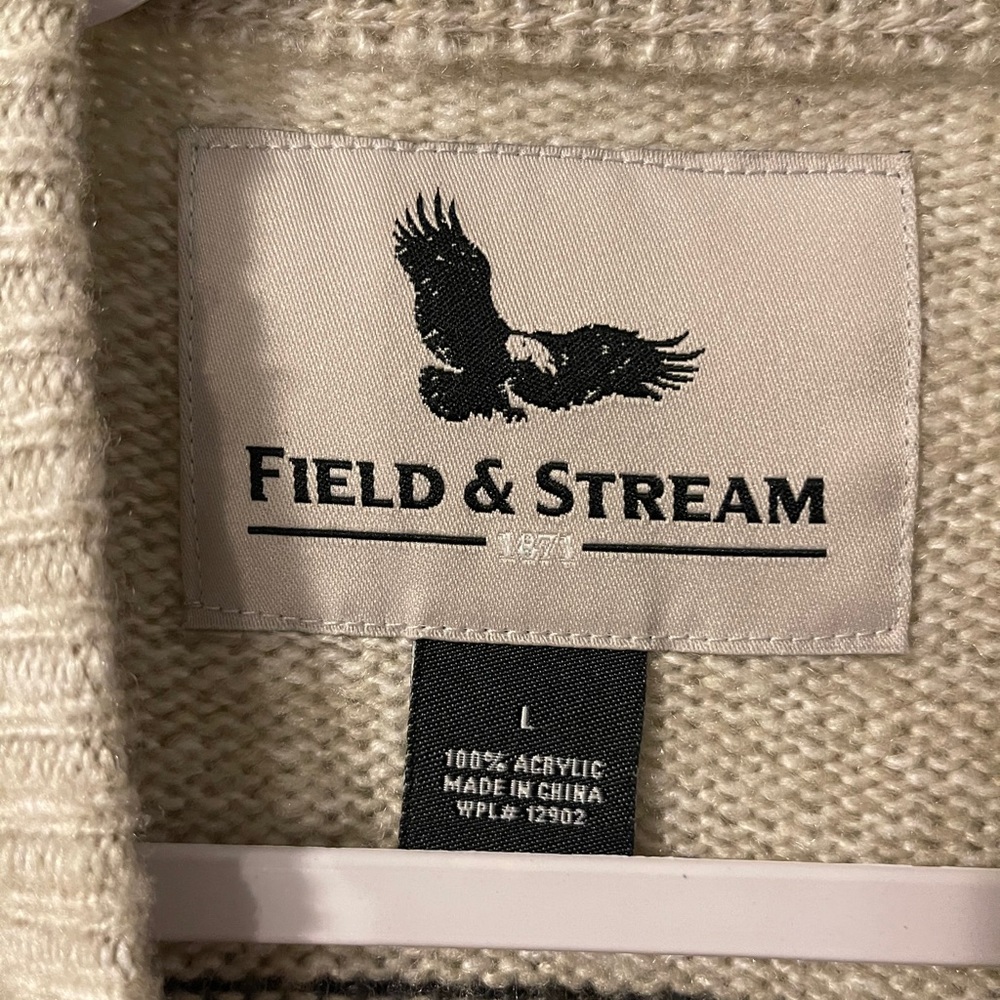 FIELD & STREAM
1871
L
100% ACRYLIC
MADE IN CHINA
WPL# 12902